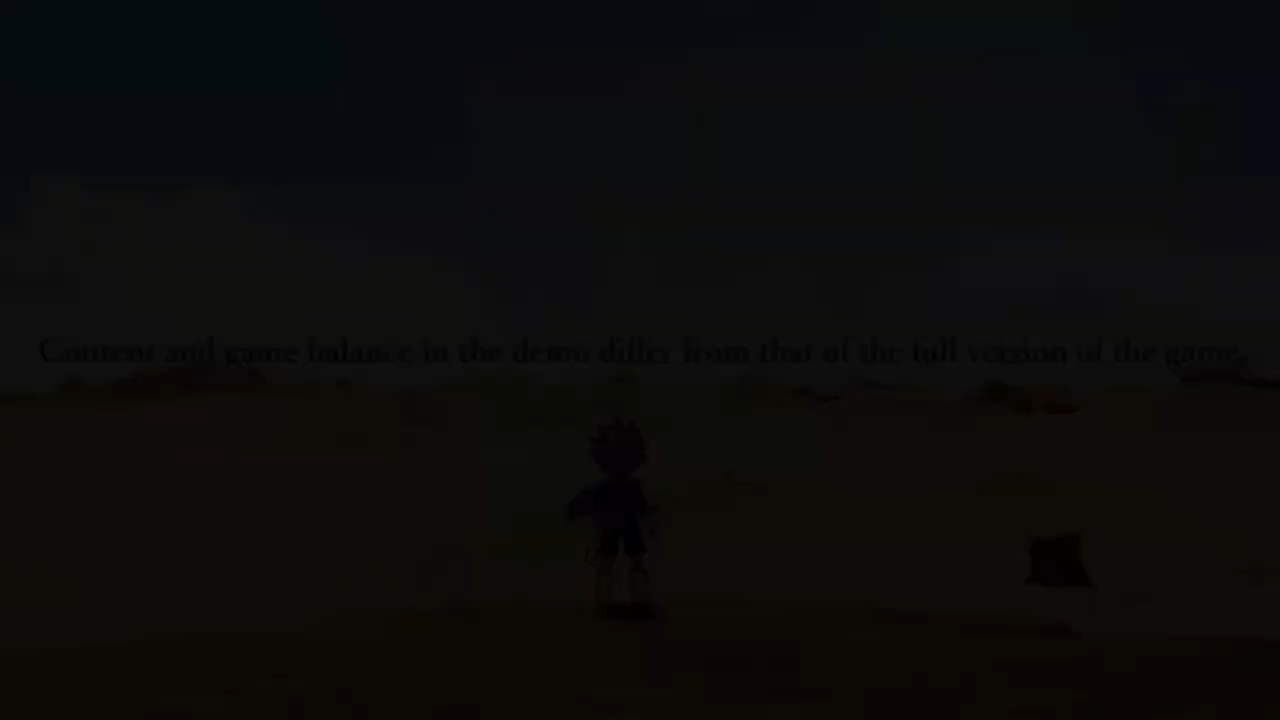 Content and game balance in the demo differ from that of the full version of the game.